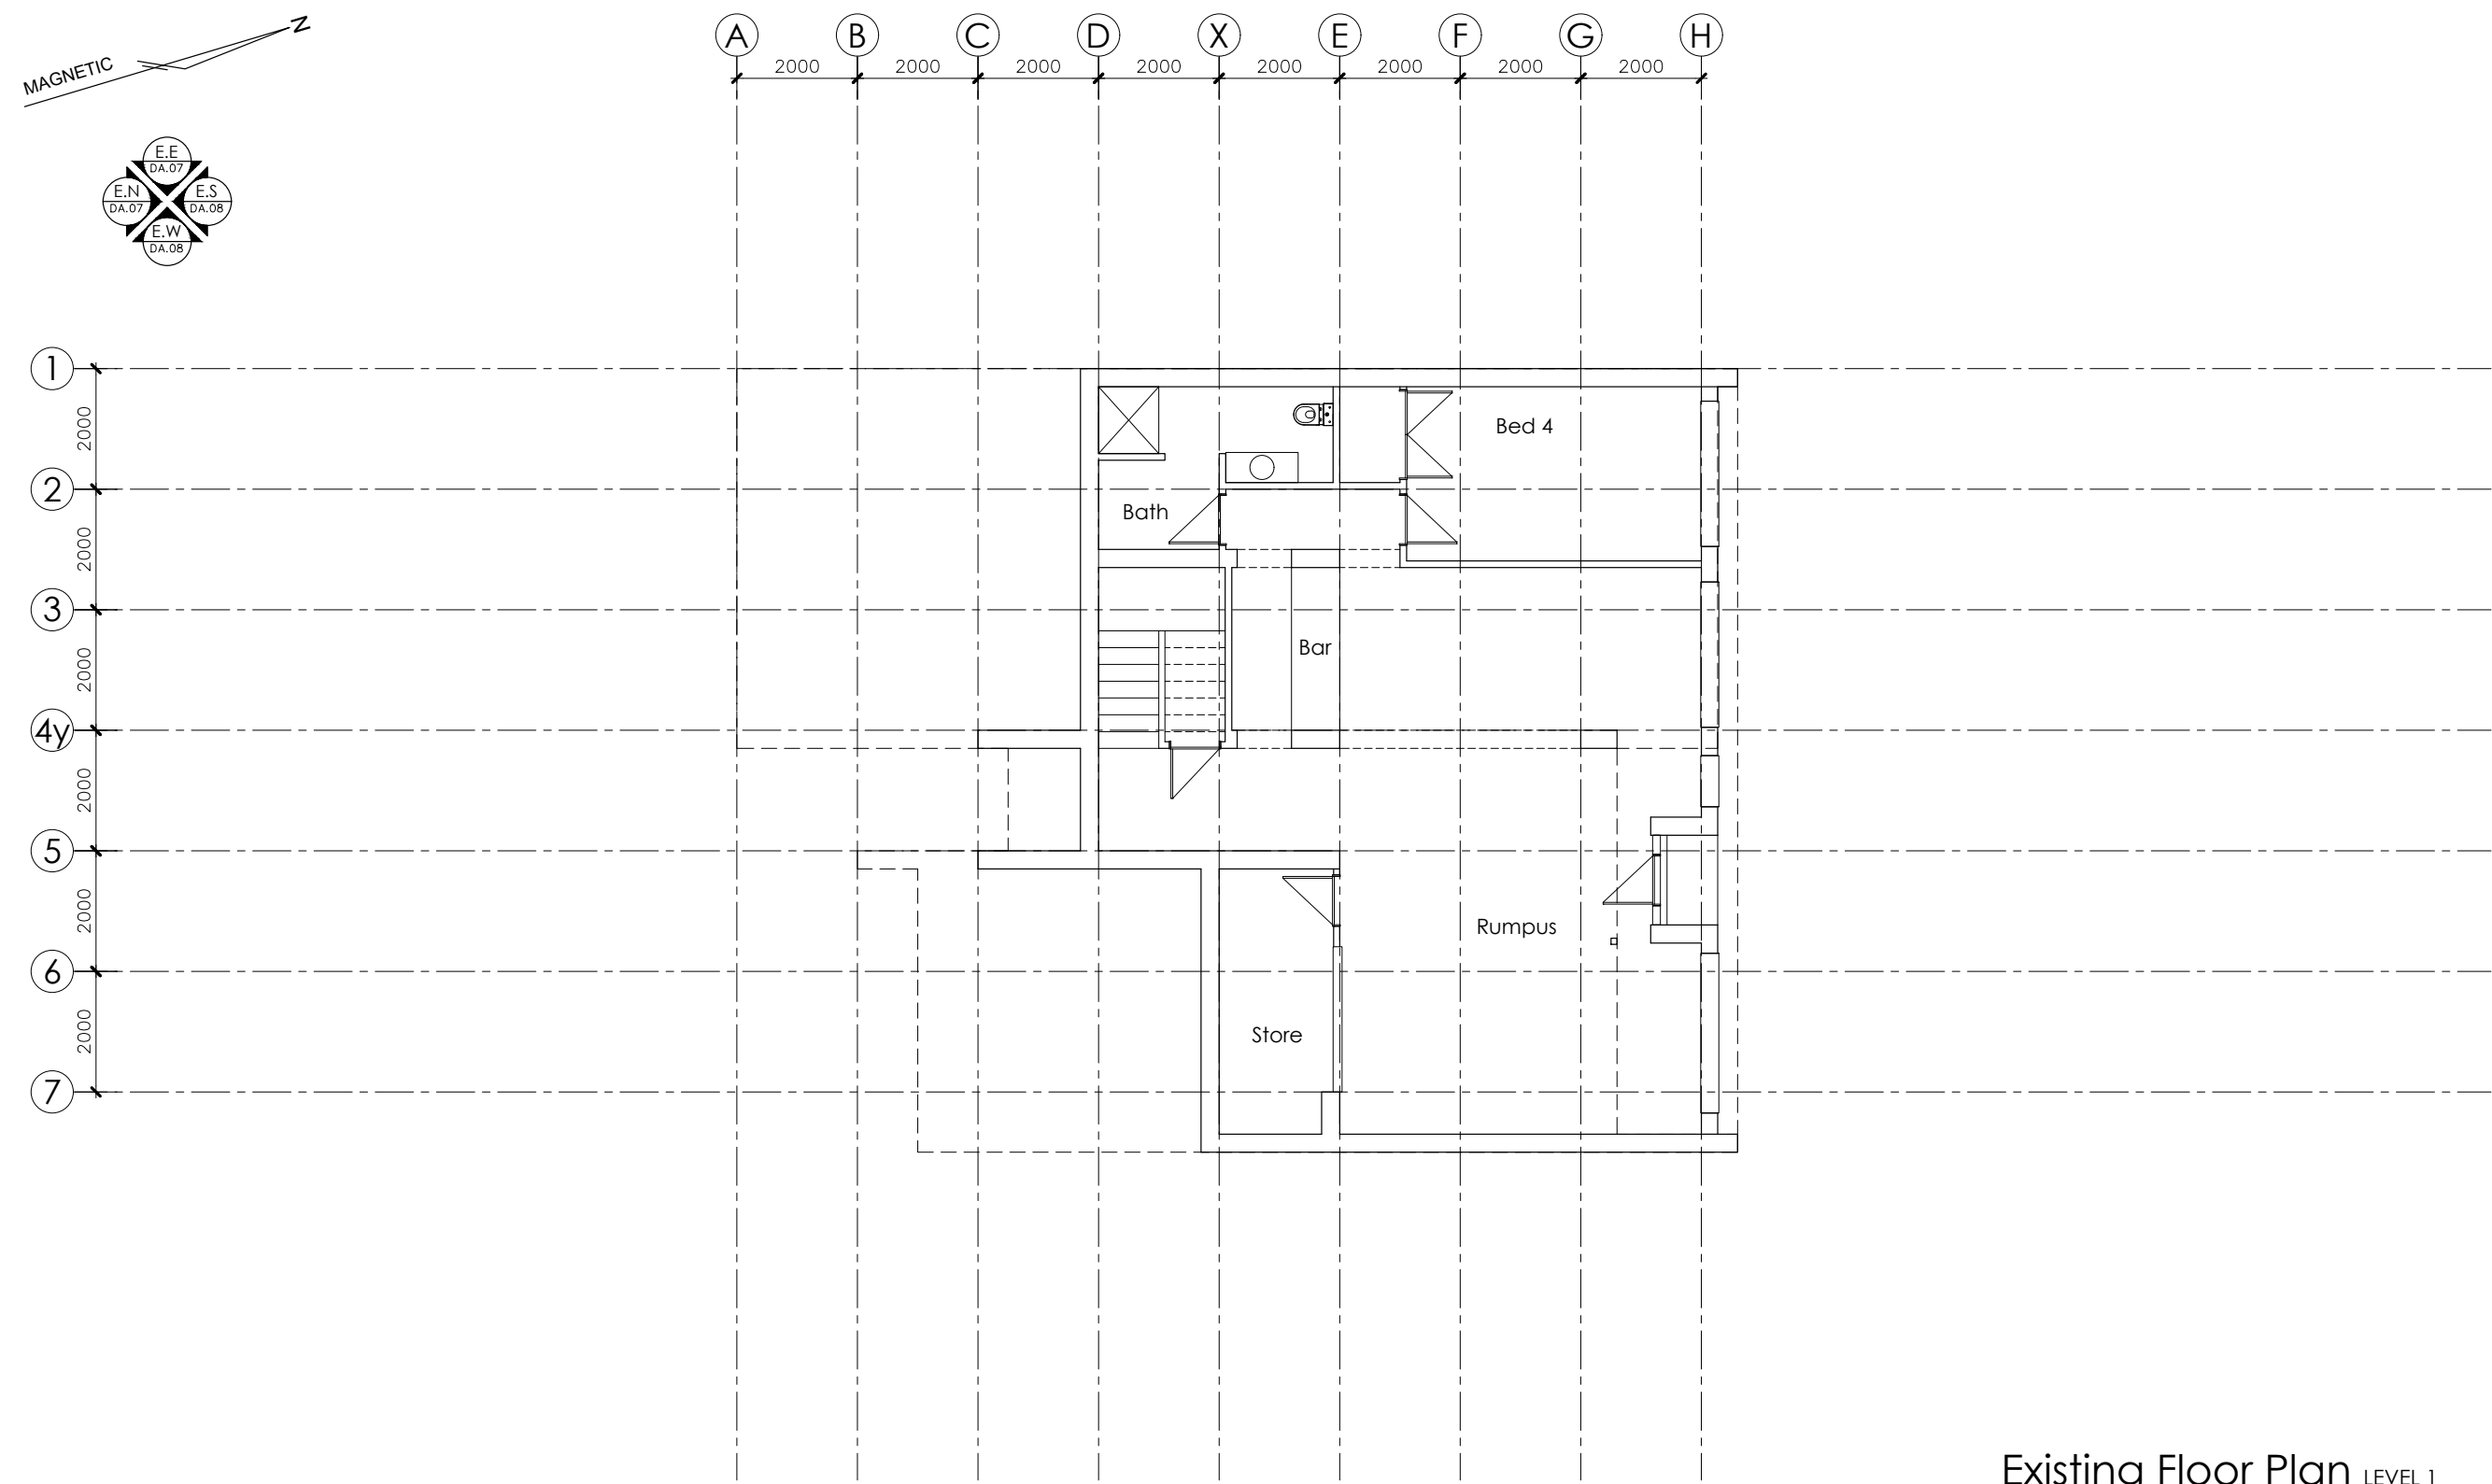 MAGNETIC N
A B C D X E F G H
2000 2000 2000 2000 2000 2000 2000 2000
E.E
DA.07
E.N E.S
DA.07 DA.08
E.W
DA.08
1
2000
2
2000
3
2000
4y
2000
5
2000
6
2000
7
Bed 4
Bath
Bar
Rumpus
Store
Existing Floor Plan LEVEL 1